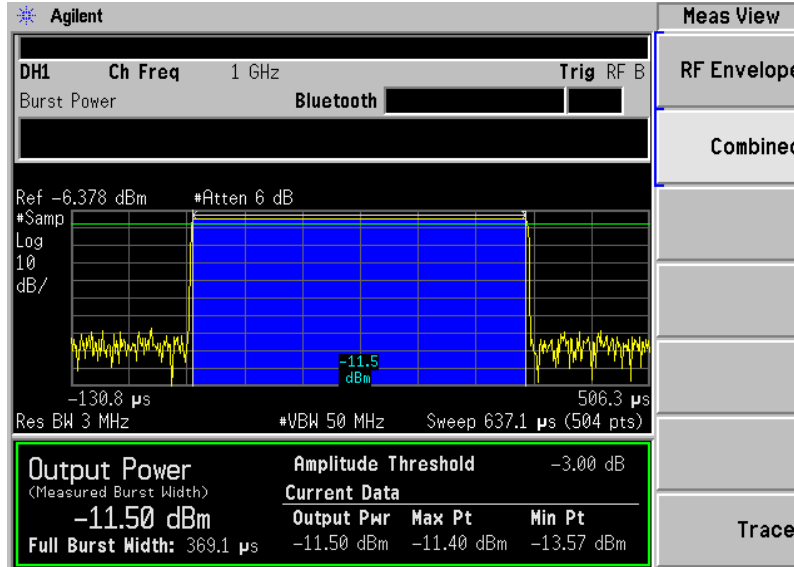 Agilent
Meas View
DH1 Ch Freq 1 GHz Trig RF B
Burst Power Bluetooth
RF Envelope
Combined
Ref −6.378 dBm #Atten 6 dB
#Samp
Log
10
dB/
−11.5
dBm
−130.8 µs 506.3 µs
Res BW 3 MHz #VBW 50 MHz Sweep 637.1 µs (504 pts)
Output Power
(Measured Burst Width)
−11.50 dBm
Full Burst Width: 369.1 µs
Amplitude Threshold −3.00 dB
Current Data
Output Pwr Max Pt Min Pt
−11.50 dBm −11.40 dBm −13.57 dBm
Trace